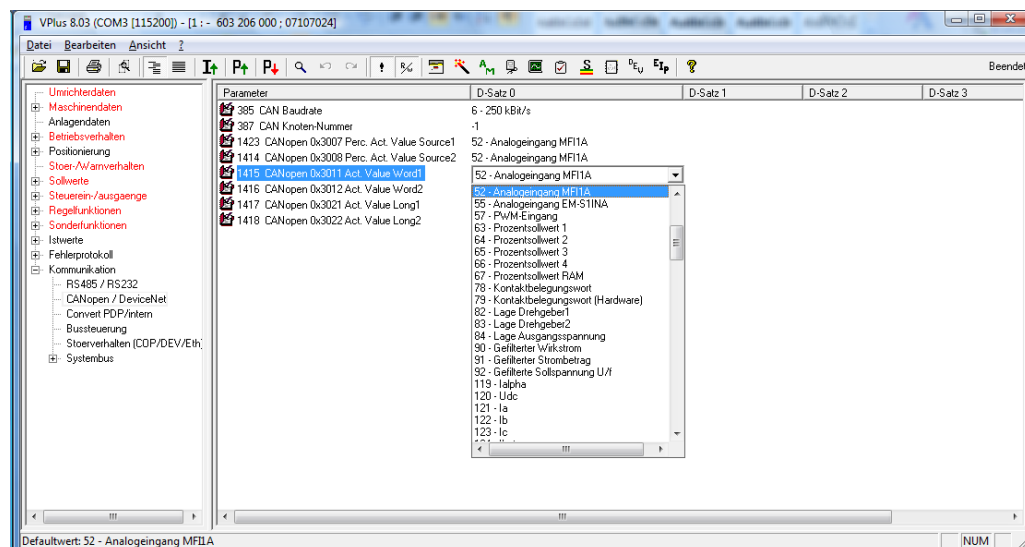 VPlus 8.03 (COM3 [115200]) - [1 : - 603 206 000 ; 07107024]
Datei Bearbeiten Ansicht ?
Beendet
Umrichterdaten
Maschinendaten
Anlagendaten
Betriebsverhalten
Positionierung
Stoer-/Warnverhalten
Sollwerte
Steuerein-/ausgaenge
Regelfunktionen
Sonderfunktionen
Istwerte
Fehlerprotokoll
Kommunikation
RS485 / RS232
CANopen / DeviceNet
Convert PDP/intern
Bussteuerung
Stoerverhalten (COP/DEV/Eth)
Systembus
Parameter D-Satz 0 D-Satz 1 D-Satz 2 D-Satz 3
385 CAN Baudrate 6 - 250 kBit/s
387 CAN Knoten-Nummer -1
1423 CANopen 0x3007 Perc. Act. Value Source1 52 - Analogeingang MFI1A
1414 CANopen 0x3008 Perc. Act. Value Source2 52 - Analogeingang MFI1A
1415 CANopen 0x3011 Act. Value Word1 52 - Analogeingang MFI1A
1416 CANopen 0x3012 Act. Value Word2
1417 CANopen 0x3021 Act. Value Long1
1418 CANopen 0x3022 Act. Value Long2
52 - Analogeingang MFI1A
55 - Analogeingang EM-S1INA
57 - PWM-Eingang
63 - Prozentsollwert 1
64 - Prozentsollwert 2
65 - Prozentsollwert 3
66 - Prozentsollwert 4
67 - Prozentsollwert RAM
78 - Kontaktbelegungswort
79 - Kontaktbelegungswort (Hardware)
82 - Lage Drehgeber1
83 - Lage Drehgeber2
84 - Lage Ausgangsspannung
90 - Gefilterter Wirkstrom
91 - Gefilterter Strombetrag
92 - Gefilterte Sollspannung U/f
119 - Ialpha
120 - Udc
121 - Ia
122 - Ib
123 - Ic
Defaultwert: 52 - Analogeingang MFI1A
NUM